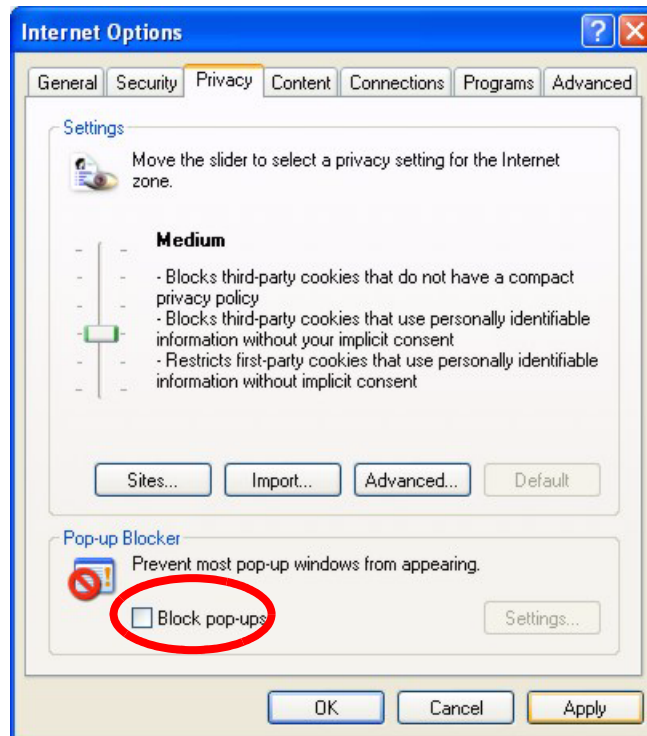 Internet Options
General Security Privacy Content Connections Programs Advanced
Settings
Move the slider to select a privacy setting for the Internet
zone.
Medium
- Blocks third-party cookies that do not have a compact
privacy policy
- Blocks third-party cookies that use personally identifiable
information without your implicit consent
- Restricts first-party cookies that use personally identifiable
information without implicit consent
Sites... Import... Advanced... Default
Pop-up Blocker
Prevent most pop-up windows from appearing.
Block pop-ups Settings...
OK Cancel Apply